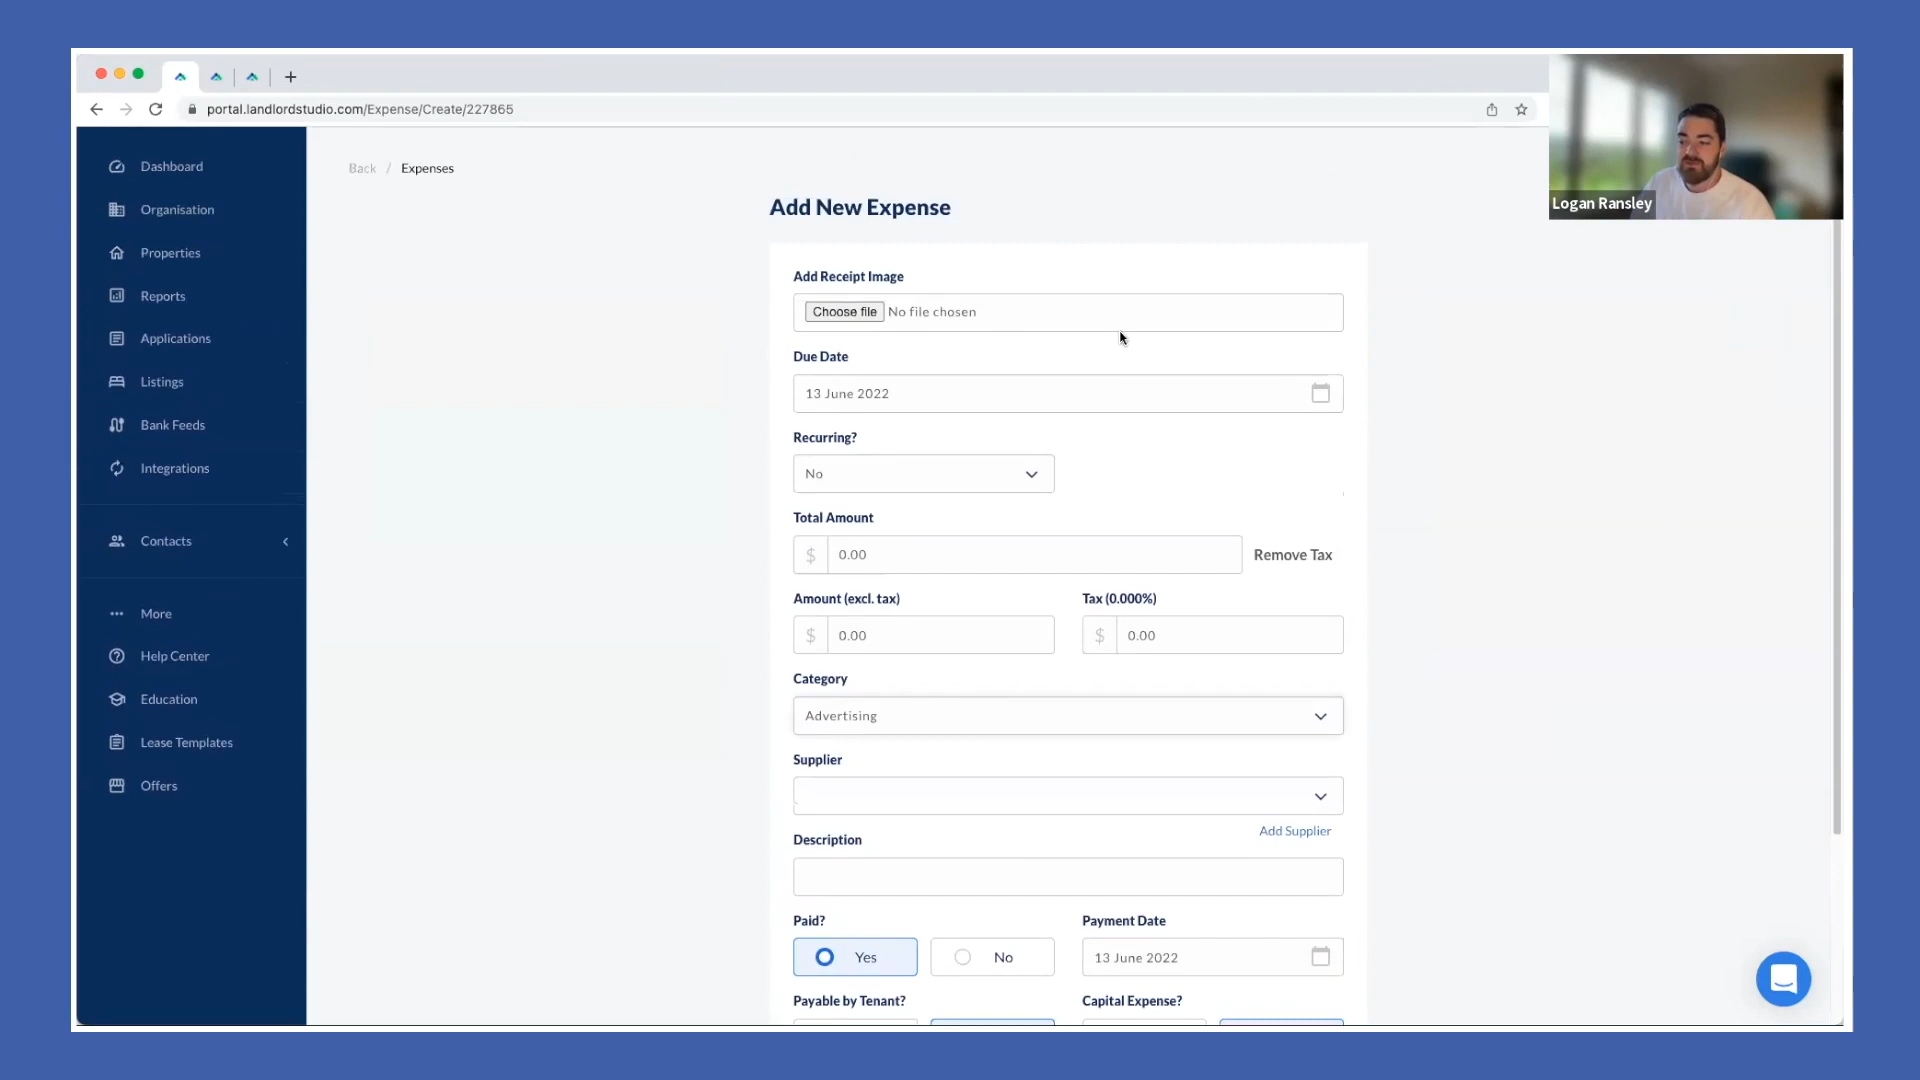 portal.landlordstudio.com/Expense/Create/227865
Logan Ransley
Dashboard
Organisation
Properties
Reports
Applications
Listings
Bank Feeds
Integrations
Contacts
More
Help Center
Education
Lease Templates
Offers
Back / Expenses
Add New Expense
Add Receipt Image
Choose file No file chosen
Due Date
13 June 2022
Recurring?
No
Total Amount
$ 0.00 Remove Tax
Amount (excl. tax) Tax (0.000%)
$ 0.00 $ 0.00
Category
Advertising
Supplier
Add Supplier
Description
Paid? Payment Date
Yes No 13 June 2022
Payable by Tenant? Capital Expense?